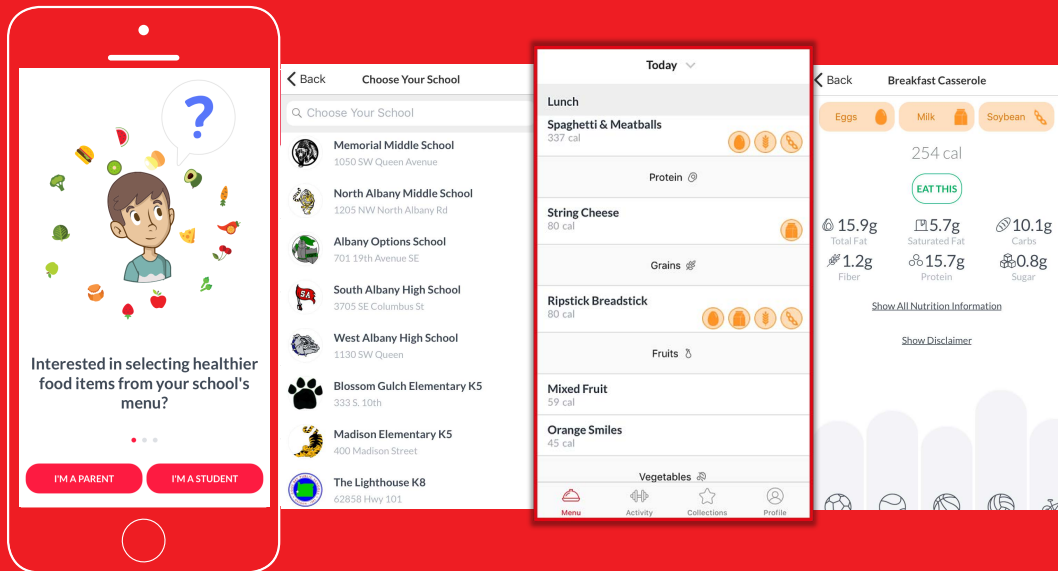 ?
Interested in selecting healthier
food items from your school's
menu?
I'M A PARENT
I'M A STUDENT
Back
Choose Your School
Choose Your School
Memorial Middle School
1050 SW Queen Avenue
North Albany Middle School
1205 NW North Albany Rd
Albany Options School
701 19th Avenue SE
South Albany High School
3705 SE Columbus St
SA
West Albany High School
1130 SW Queen
Blossom Gulch Elementary K5
333 S. 10th
Madison Elementary K5
400 Madison Street
The Lighthouse K8
62858 Hwy 101
Today
Lunch
Spaghetti & Meatballs
337 cal
Protein
String Cheese
80 cal
Grains
Ripstick Breadstick
80 cal
Fruits
Mixed Fruit
59 cal
Orange Smiles
45 cal
Vegetables
Menu
Activity
Collections
Profile
Back
Breakfast Casserole
Eggs
Milk
Soybean
254 cal
EAT THIS
15.9g
Total Fat
5.7g
Saturated Fat
10.1g
Carbs
1.2g
Fiber
15.7g
Protein
0.8g
Sugar
Show All Nutrition Information
Show Disclaimer